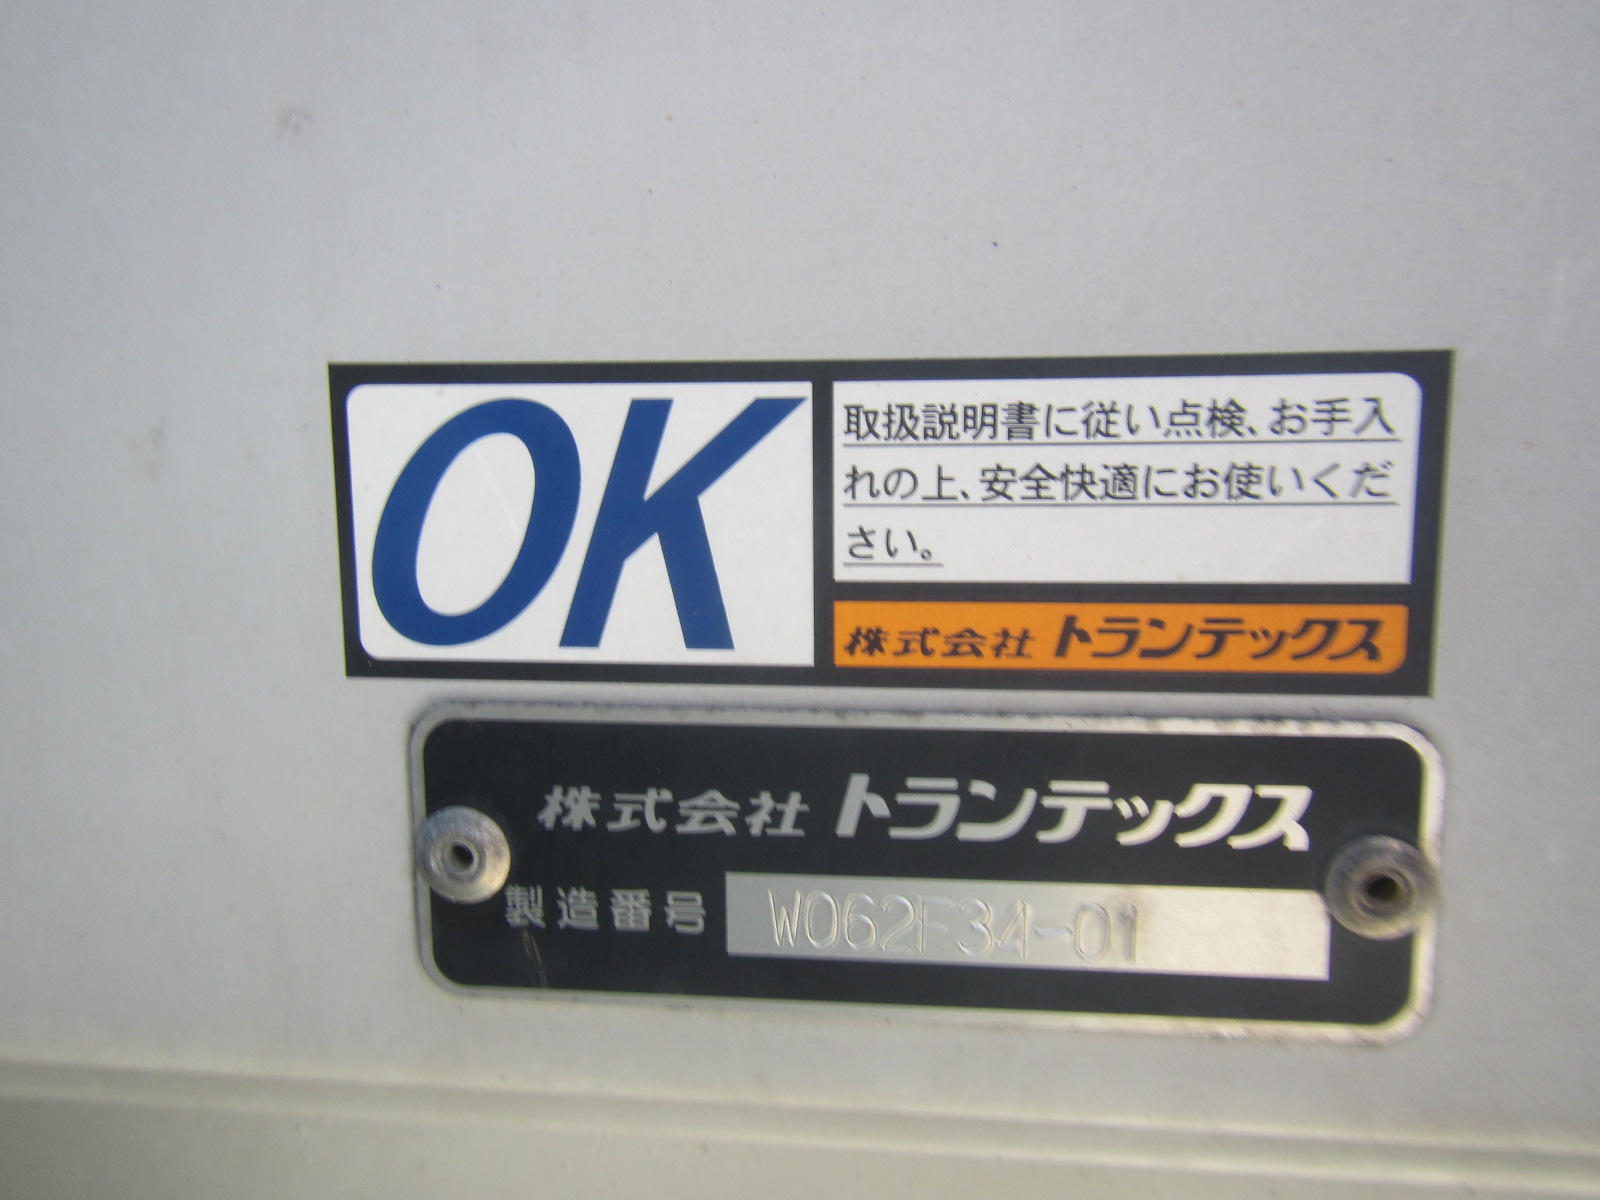 OK
取扱説明書に従い点検、お手入
れの上、安全快適にお使いくだ
さい。
株式会社 トランテックス
株式会社 トランテックス
製造番号 W062F34-01